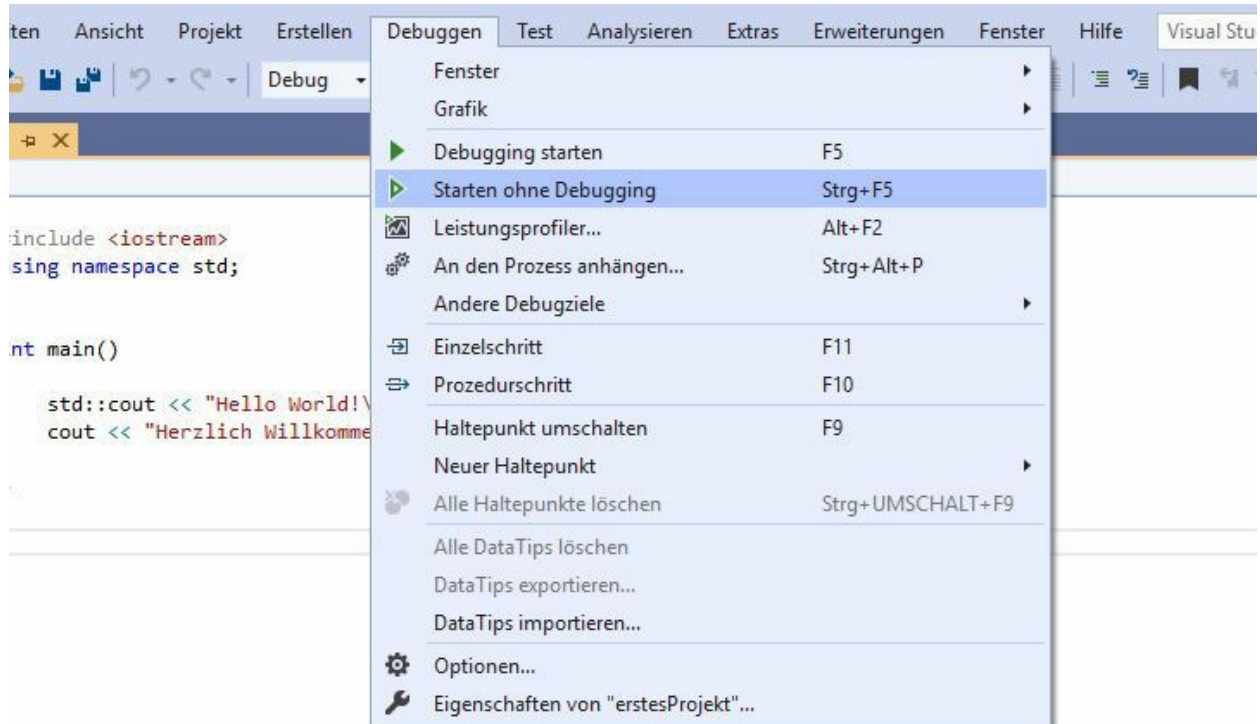 ten Ansicht Projekt Erstellen Debuggen Test Analysieren Extras Erweiterungen Fenster Hilfe Visual Stu
Debug
Fenster
Grafik
Debugging starten F5
Starten ohne Debugging Strg+F5
Leistungsprofiler... Alt+F2
An den Prozess anhängen... Strg+Alt+P
Andere Debugziele
Einzelschritt F11
Prozedurschritt F10
Haltepunkt umschalten F9
Neuer Haltepunkt
Alle Haltepunkte löschen Strg+UMSCHALT+F9
Alle DataTips löschen
DataTips exportieren...
DataTips importieren...
Optionen...
Eigenschaften von "erstesProjekt"...
include <iostream>
sing namespace std;
nt main()
std::cout << "Hello World!\
cout << "Herzlich Willkomme